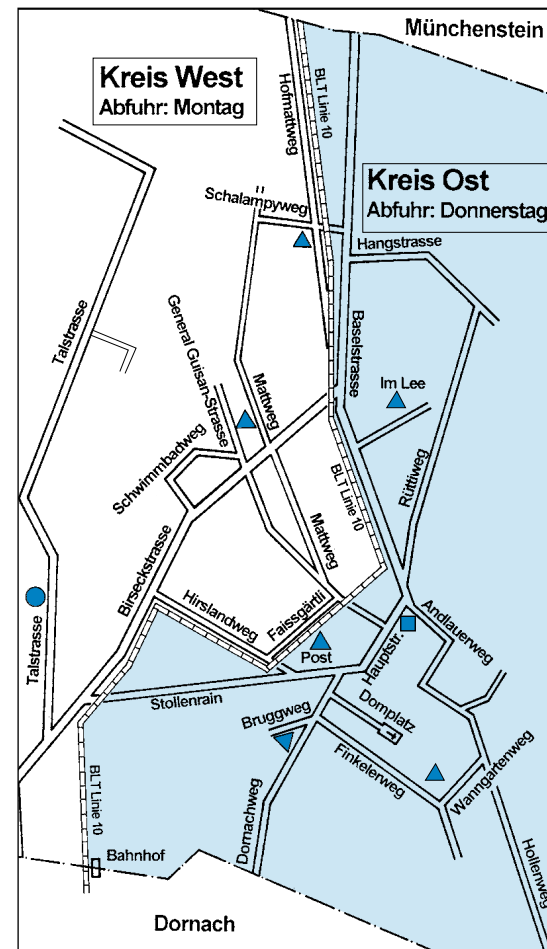 Münchenstein
Kreis West
Abfuhr: Montag
BLT Linie 10
Hofmattweg
Kreis Ost
Abfuhr: Donnerstag
Schalampyweg
Hangstrasse
Talstrasse
General Guisan-Strasse
Baselstrasse
Im Lee
Mattweg
Schwimmbadweg
BLT Linie 10
Rüttiweg
Mattweg
Birseckstrasse
Hirslandweg
Faissgärtli
Talstrasse
Post
Hauptstr.
Andlauerweg
Stollenrain
Bruggweg
Domplatz
Finkelerweg
Wanngartenweg
BLT Linie 10
Dornachweg
Hollenweg
Bahnhof
Dornach